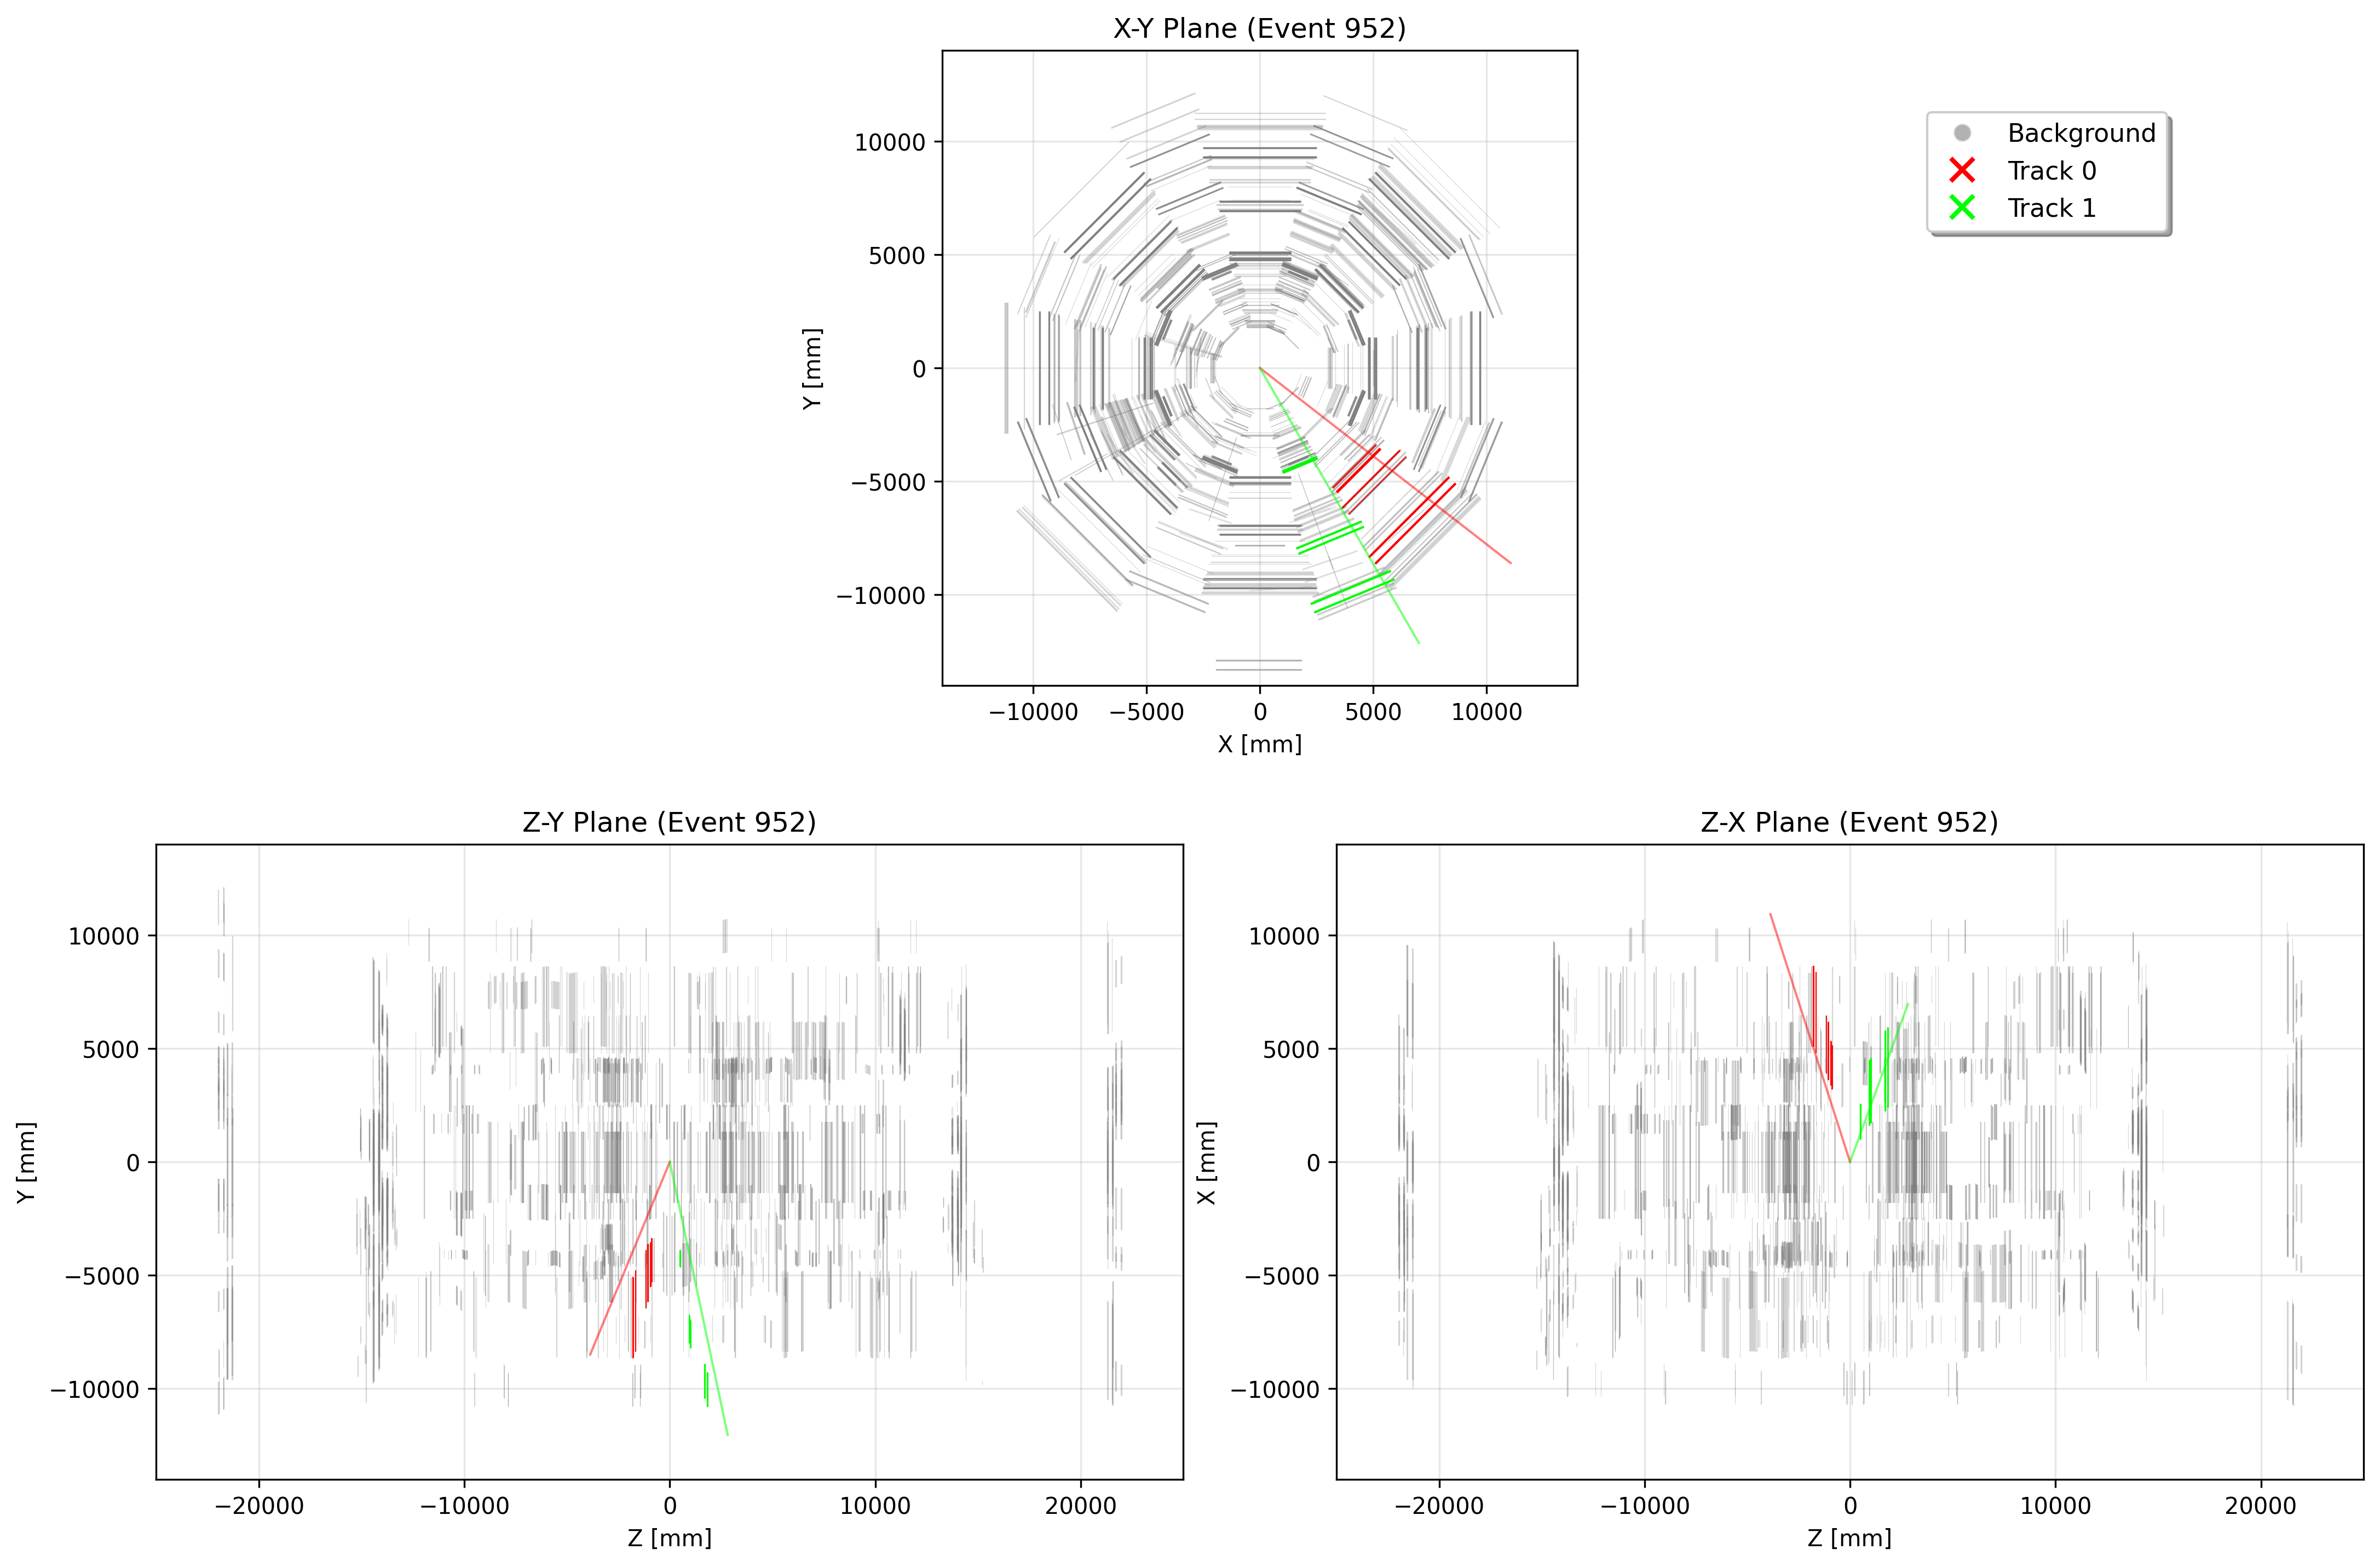 X-Y Plane (Event 952)
Y [mm]
10000
5000
0
−5000
−10000
−10000 −5000 0 5000 10000
X [mm]
Background
Track 0
Track 1
Z-Y Plane (Event 952)
Y [mm]
10000
5000
0
−5000
−10000
−20000 −10000 0 10000 20000
Z [mm]
Z-X Plane (Event 952)
X [mm]
10000
5000
0
−5000
−10000
−20000 −10000 0 10000 20000
Z [mm]